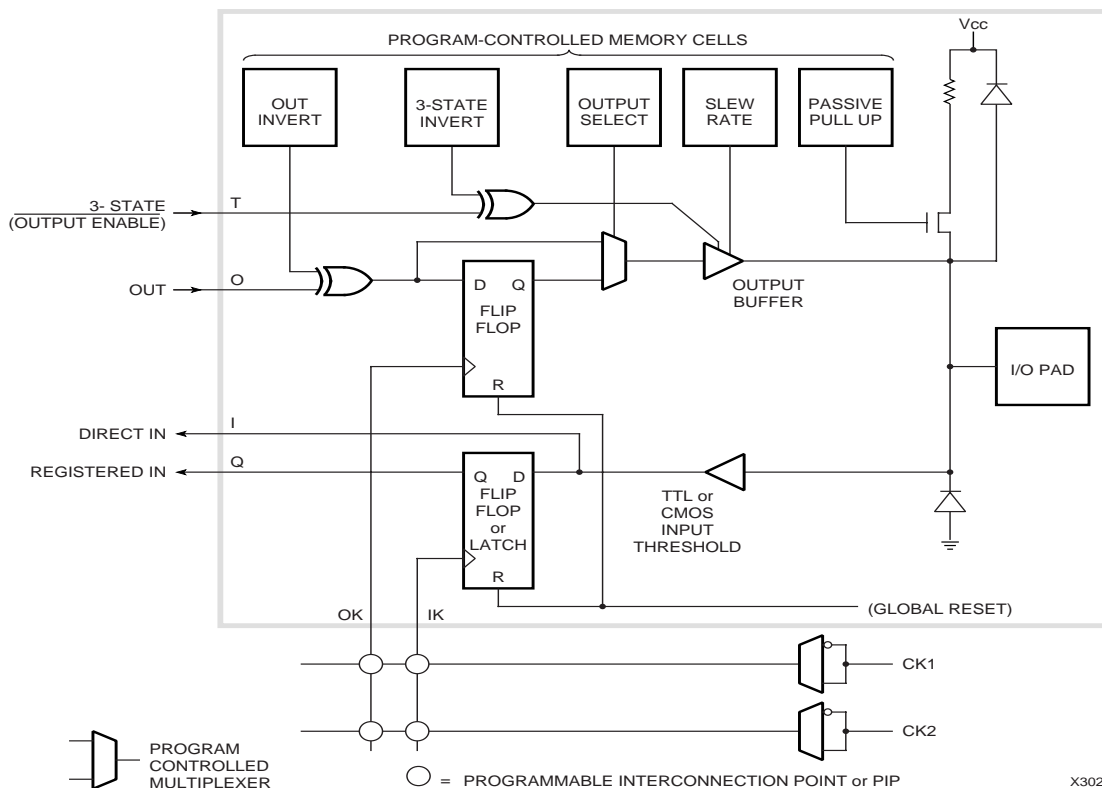 Vcc
PROGRAM-CONTROLLED MEMORY CELLS
OUT
INVERT
3-STATE
INVERT
OUTPUT
SELECT
SLEW
RATE
PASSIVE
PULL UP
3- STATE
(OUTPUT ENABLE)
T
OUT
O
D Q
FLIP
FLOP
R
OUTPUT
BUFFER
I/O PAD
DIRECT IN
I
REGISTERED IN
Q
Q D
FLIP
FLOP
or
LATCH
R
TTL or
CMOS
INPUT
THRESHOLD
OK
IK
(GLOBAL RESET)
CK1
CK2
PROGRAM
CONTROLLED
MULTIPLEXER
= PROGRAMMABLE INTERCONNECTION POINT or PIP
X302